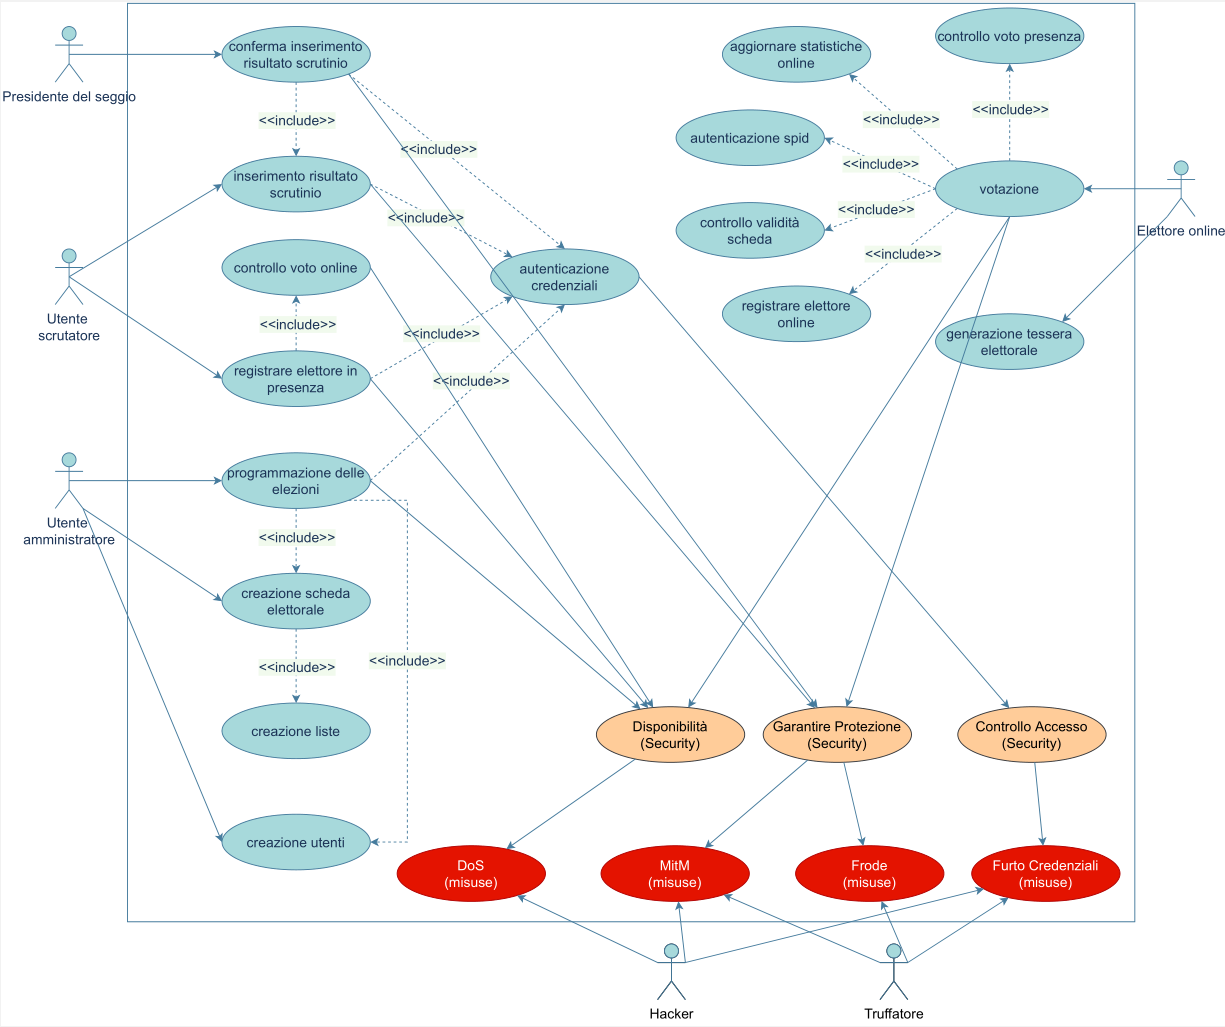 conferma inserimento
risultato scrutinio
aggiornare statistiche
online
controllo voto presenza
Presidente del seggio
<<include>>
<<include>>
<<include>>
<<include>>
autenticazione spid
<<include>>
inserimento risultato
scrutinio
votazione
<<include>>
<<include>>
controllo validità
scheda
Elettore online
controllo voto online
autenticazione
credenziali
<<include>>
Utente
scrutatore
<<include>>
<<include>>
registrare elettore
online
generazione tessera
elettorale
registrare elettore in
presenza
<<include>>
programmazione delle
elezioni
Utente
amministratore
<<include>>
creazione scheda
elettorale
<<include>>
<<include>>
creazione liste
Disponibilità
(Security)
Garantire Protezione
(Security)
Controllo Accesso
(Security)
creazione utenti
DoS
(misuse)
MitM
(misuse)
Frode
(misuse)
Furto Credenziali
(misuse)
Hacker
Truffatore